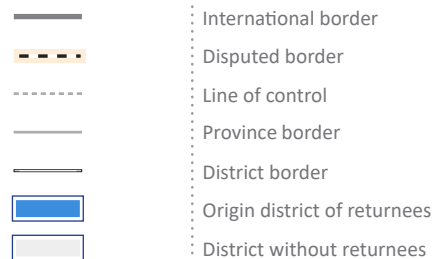 International border
Disputed border
Line of control
Province border
District border
Origin district of returnees
District without returnees